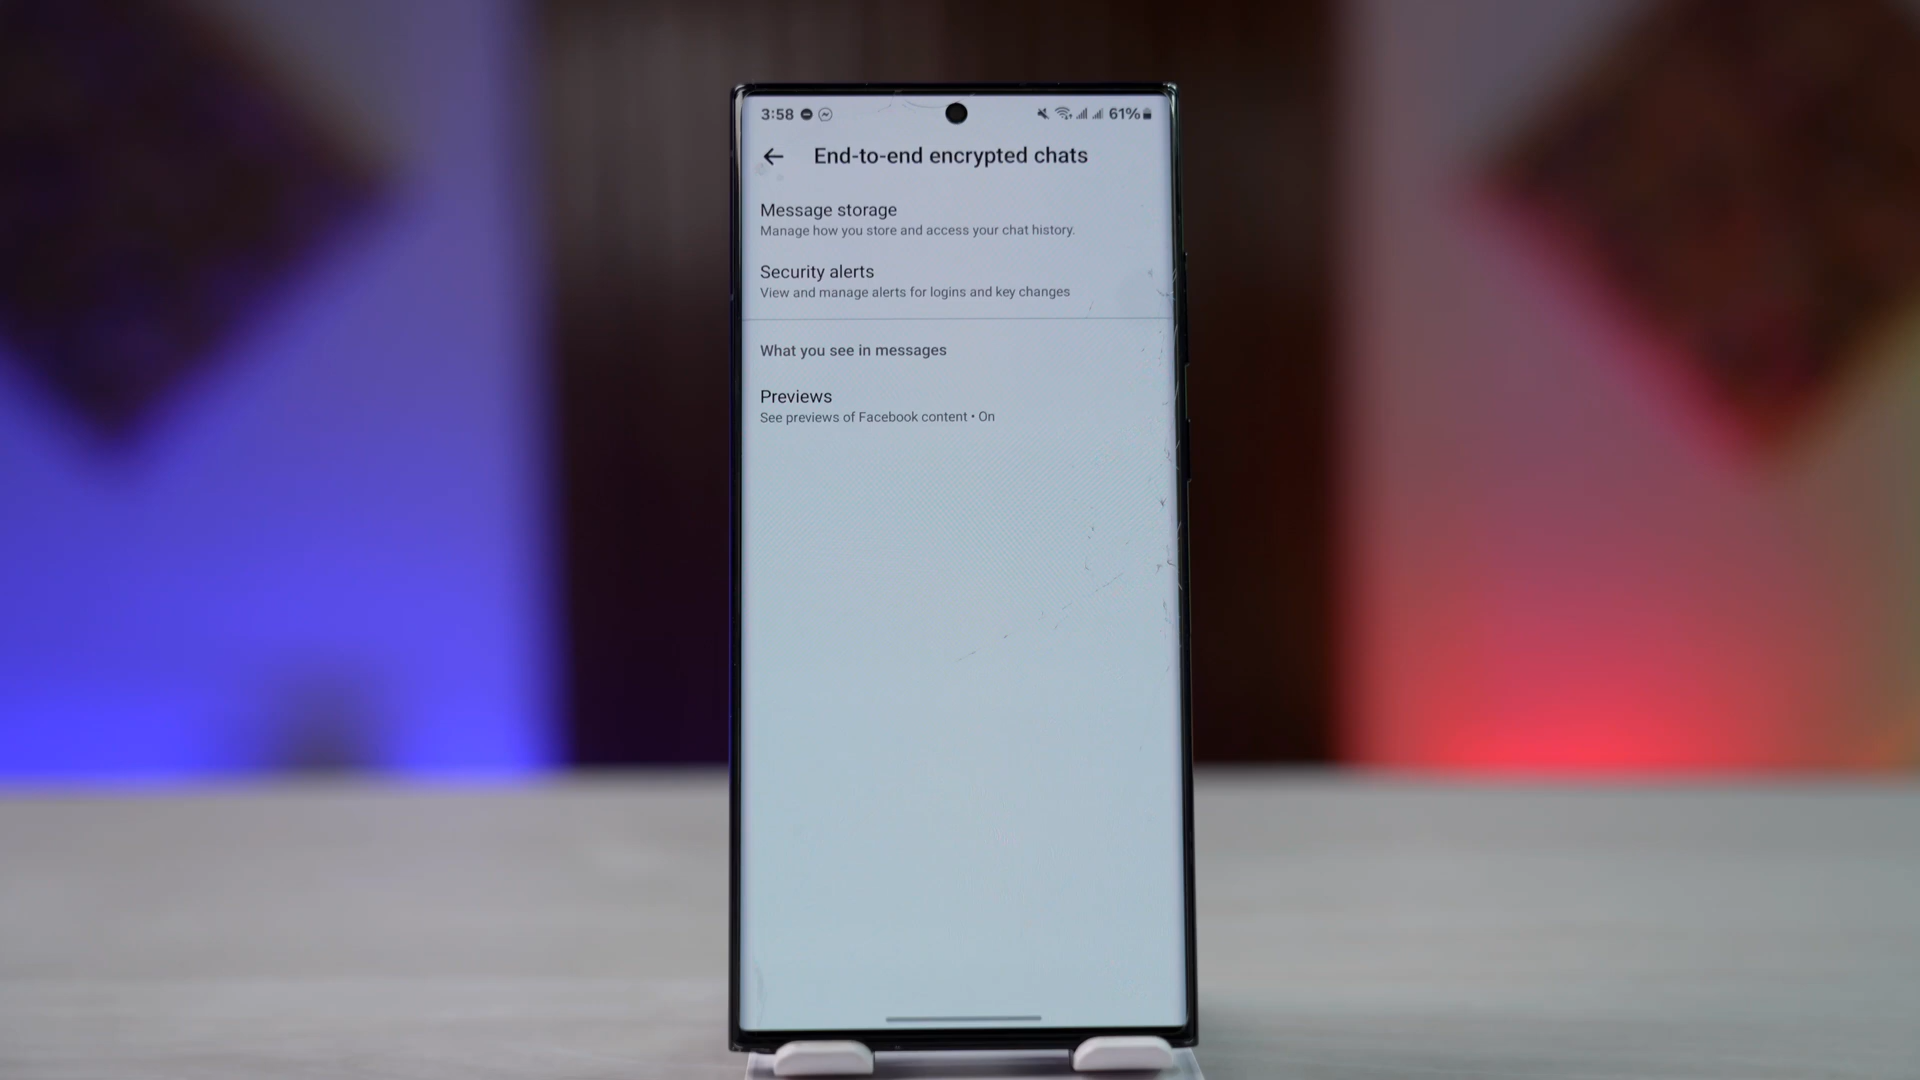 3:58 61%
End-to-end encrypted chats
Message storage
Manage how you store and access your chat history.
Security alerts
View and manage alerts for logins and key changes
What you see in messages
Previews
See previews of Facebook content • On